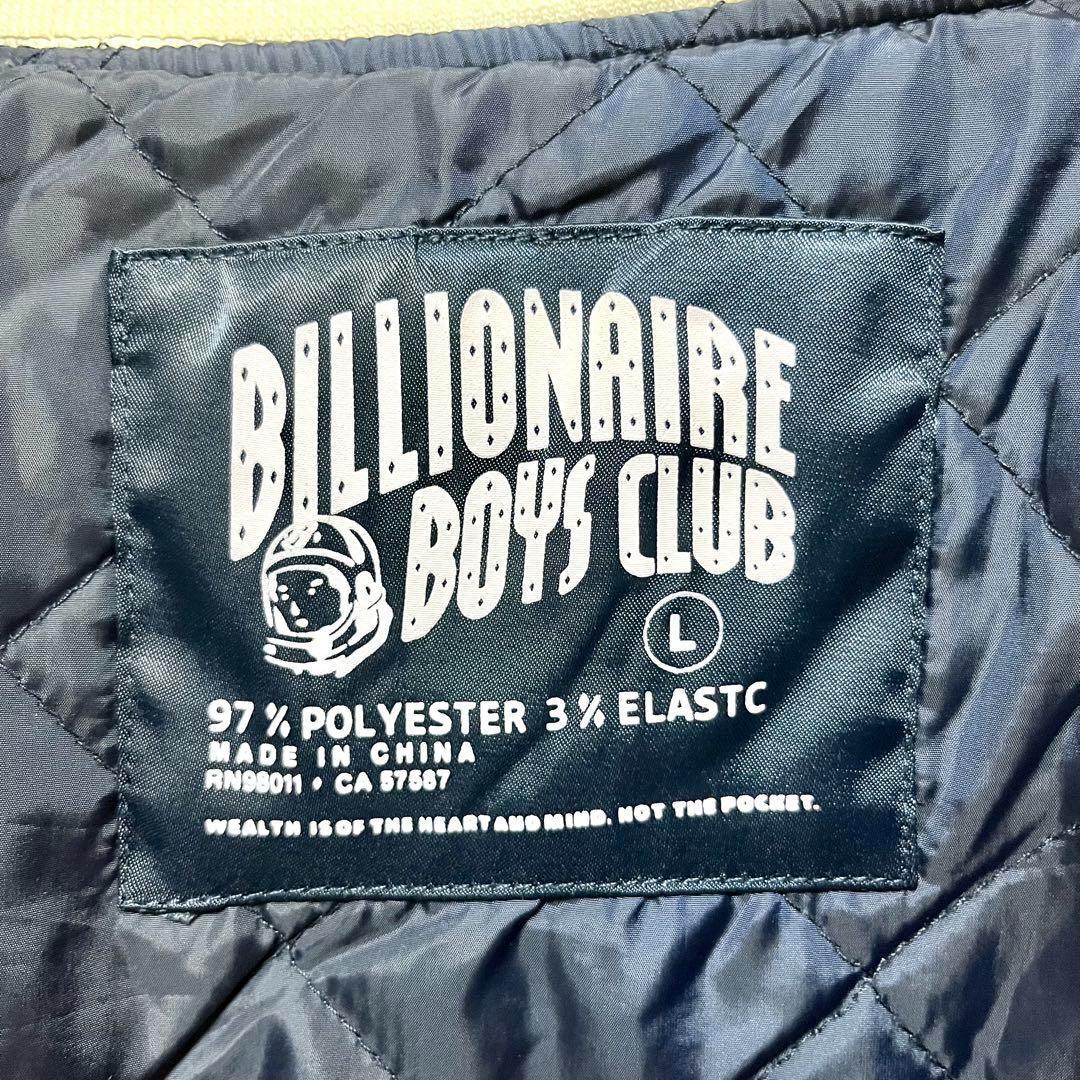 BILLIONAIRE
BOYS CLUB
L
97 % POLYESTER 3 % ELASTC
MADE IN CHINA
RN98011 • CA 57587
WEALTH IS OF THE HEART AND MIND. NOT THE POCKET.